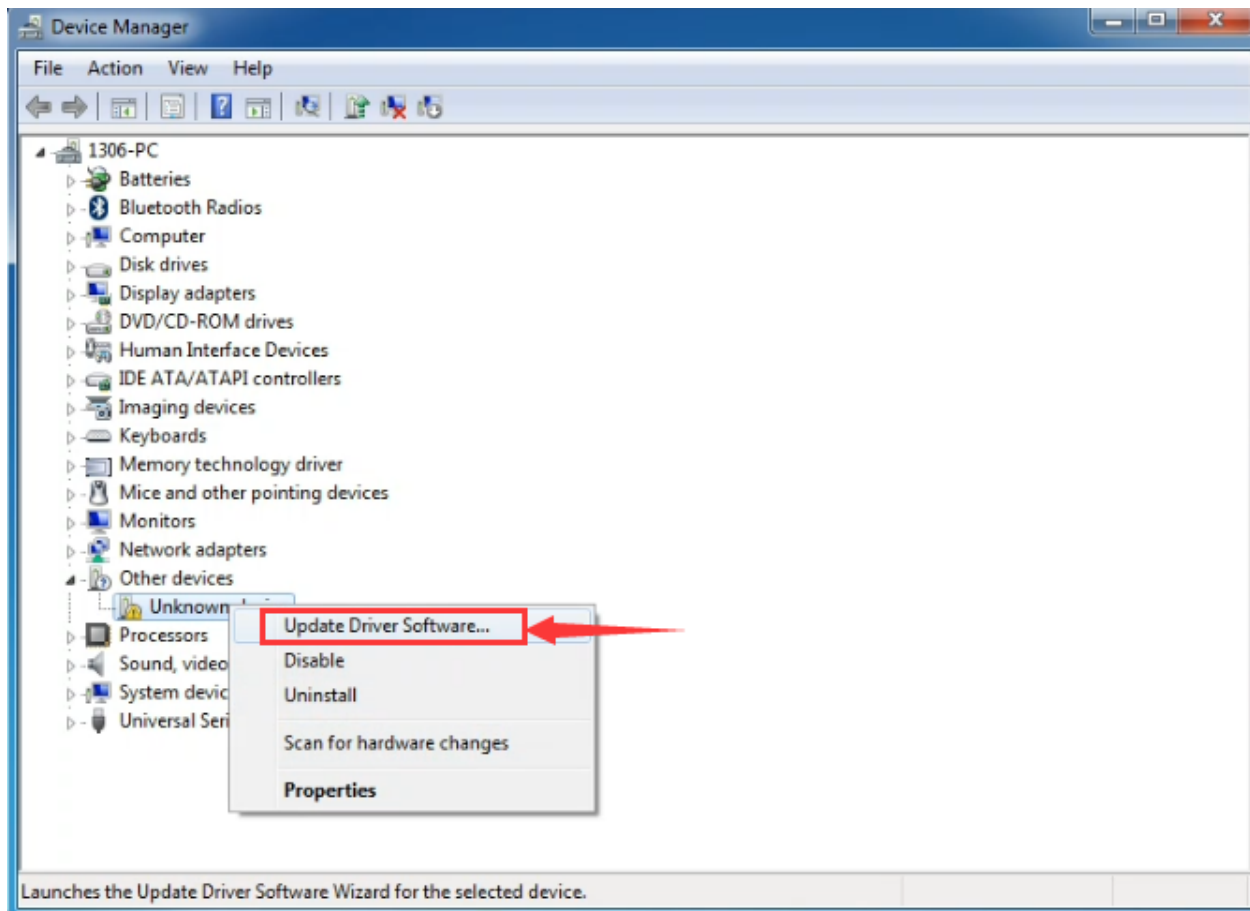 Device Manager
File Action View Help
1306-PC
Batteries
Bluetooth Radios
Computer
Disk drives
Display adapters
DVD/CD-ROM drives
Human Interface Devices
IDE ATA/ATAPI controllers
Imaging devices
Keyboards
Memory technology driver
Mice and other pointing devices
Monitors
Network adapters
Other devices
Unknown
Update Driver Software...
Processors
Sound, video
Disable
System devic
Uninstall
Universal Seri
Scan for hardware changes
Properties
Launches the Update Driver Software Wizard for the selected device.